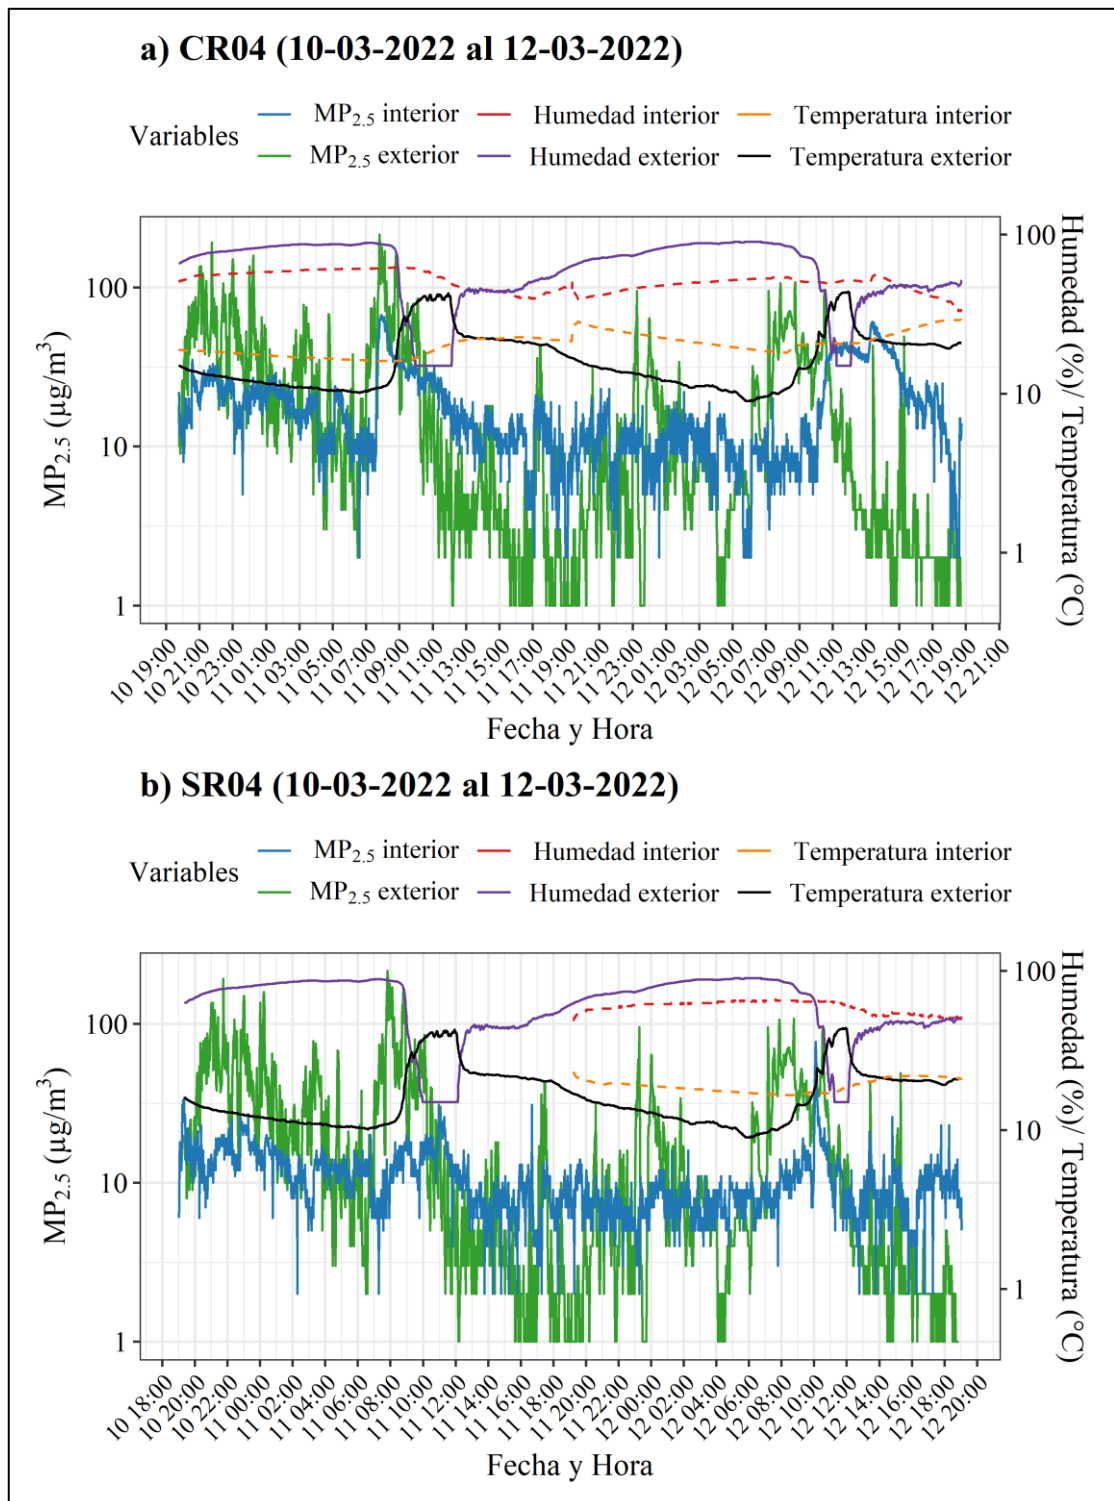 a) CR04 (10-03-2022 al 12-03-2022)
Variables
MP2.5 interior Humedad interior Temperatura interior
MP2.5 exterior Humedad exterior Temperatura exterior
MP2.5 (µg/m³)
100
10
1
Humedad (%)/ Temperatura (°C)
100
10
1
10 19:00 10 21:00 10 23:00 11 01:00 11 03:00 11 05:00 11 07:00 11 09:00 11 11:00 11 13:00 11 15:00 11 17:00 11 19:00 11 21:00 11 23:00 12 01:00 12 03:00 12 05:00 12 07:00 12 09:00 12 11:00 12 13:00 12 15:00 12 17:00 12 19:00 12 21:00
Fecha y Hora
b) SR04 (10-03-2022 al 12-03-2022)
Variables
MP2.5 interior Humedad interior Temperatura interior
MP2.5 exterior Humedad exterior Temperatura exterior
MP2.5 (µg/m³)
100
10
1
Humedad (%)/ Temperatura (°C)
100
10
1
10 18:00 10 20:00 10 22:00 11 00:00 11 02:00 11 04:00 11 06:00 11 08:00 11 10:00 11 12:00 11 14:00 11 16:00 11 18:00 11 20:00 11 22:00 12 00:00 12 02:00 12 04:00 12 06:00 12 08:00 12 10:00 12 12:00 12 14:00 12 16:00 12 18:00 12 20:00
Fecha y Hora